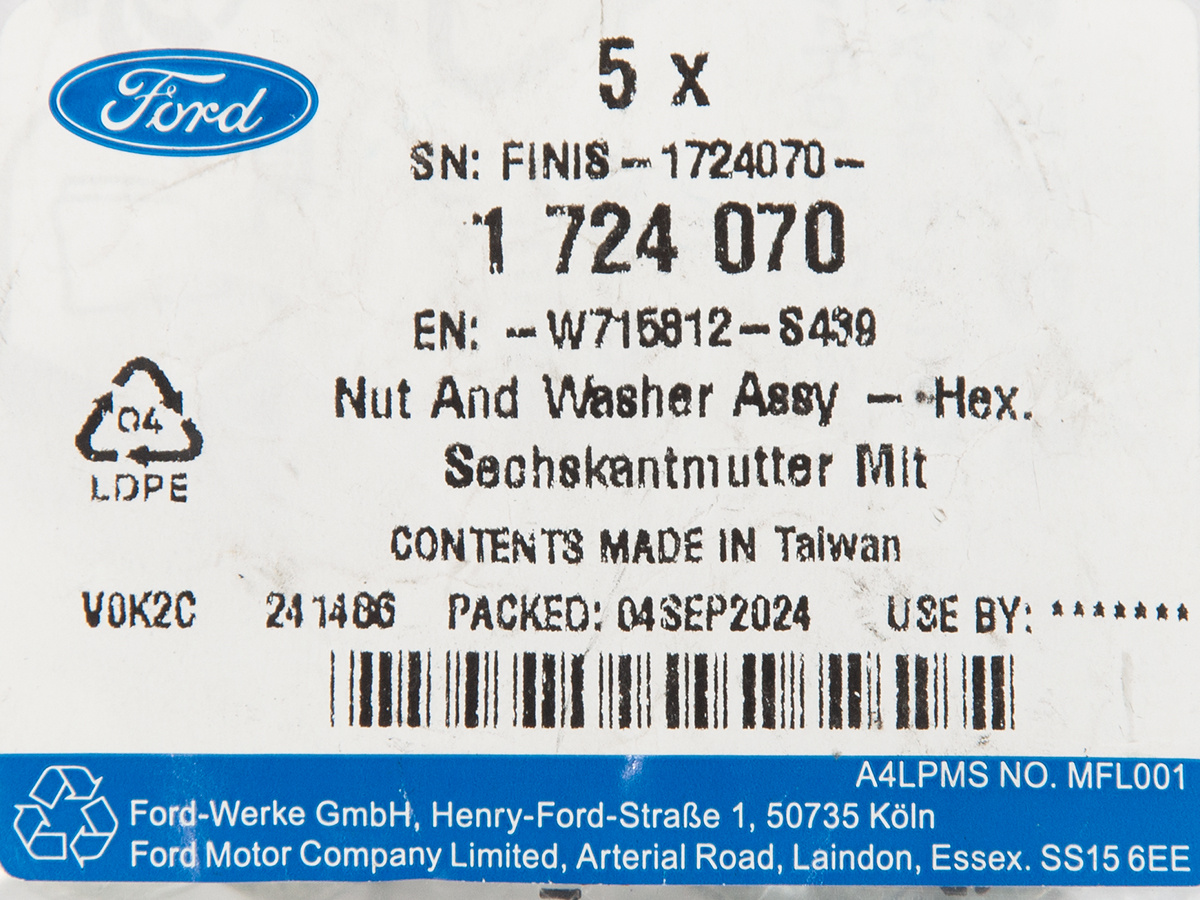 Ford
5 x
SN: FINIS-1724070-
1 724 070
EN: -W715812-S439
Nut And Washer Assy - Hex.
04
Sechskantmutter Mit
LDPE
CONTENTS MADE IN Taiwan
V0K2C 241486 PACKED: 04SEP2024 USE BY: *******
A4LPMS NO. MFL001
Ford-Werke GmbH, Henry-Ford-Straße 1, 50735 Köln
Ford Motor Company Limited, Arterial Road, Laindon, Essex. SS15 6EE